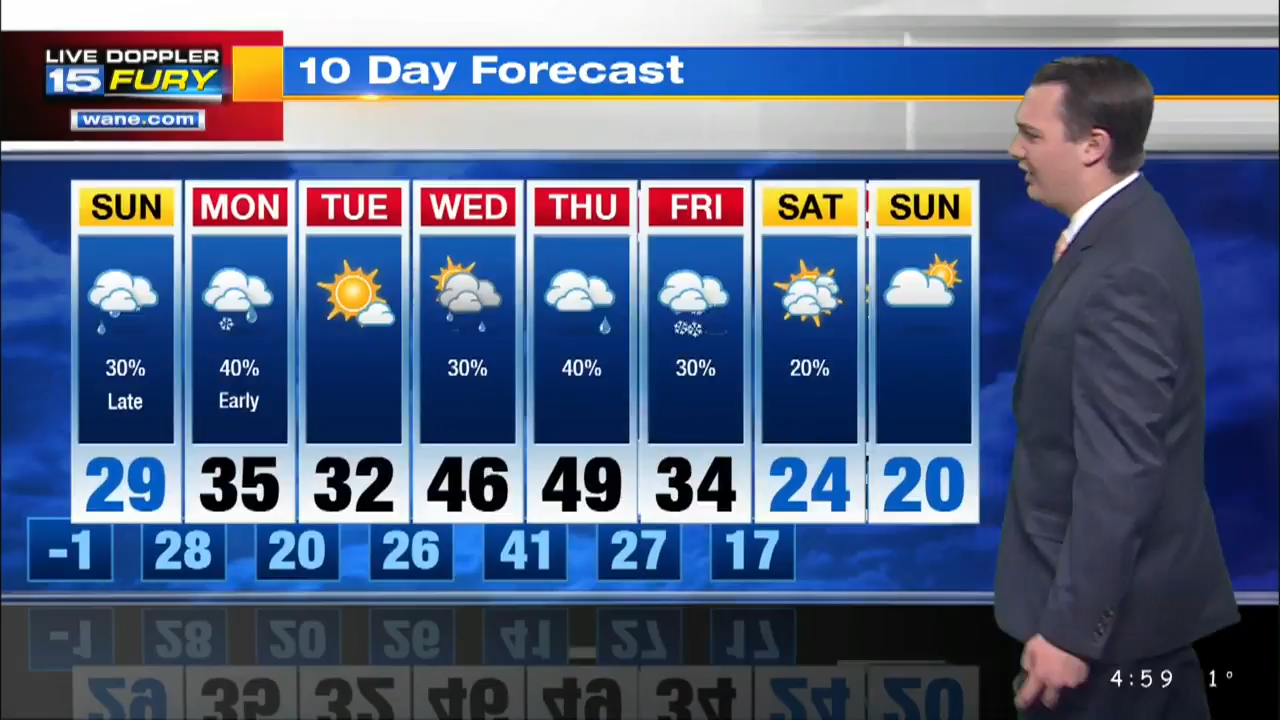 LIVE DOPPLER
15 FURY
wane.com
10 Day Forecast
SUN MON TUE WED THU FRI SAT SUN
30% 40% 30% 40% 30% 20%
Late Early
29 35 32 46 49 34 24 20
-1 28 20 26 41 27 17
4:59 1°